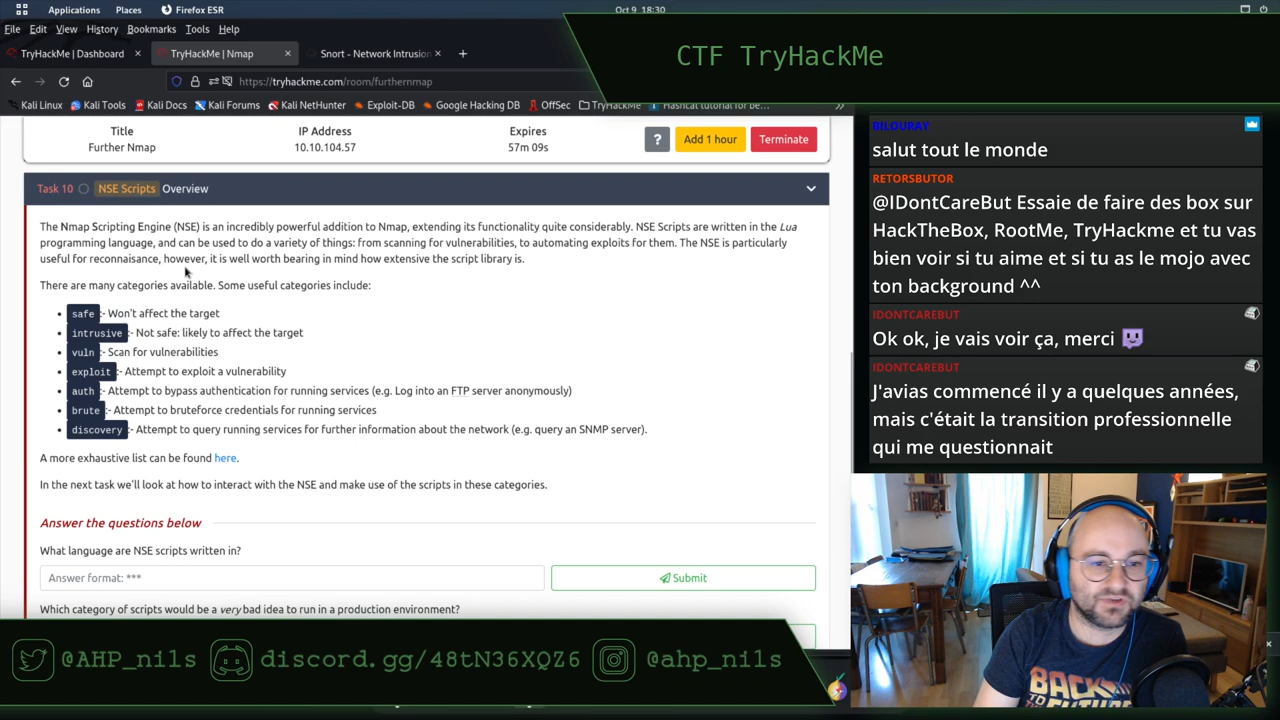 Applications Places Firefox ESR Oct 9 18:30
File Edit View History Bookmarks Tools Help
TryHackMe | Dashboard × TryHackMe | Nmap × Snort - Network Intrusion × +
https://tryhackme.com/room/furthernmap
Kali Linux Kali Tools Kali Docs Kali Forums Kali NetHunter Exploit-DB Google Hacking DB OffSec TryHackMe Hashcat tutorial for be… »
CTF TryHackMe
Title IP Address Expires
Further Nmap 10.10.104.57 57m 09s
? Add 1 hour Terminate
Task 10 NSE Scripts Overview
The Nmap Scripting Engine (NSE) is an incredibly powerful addition to Nmap, extending its functionality quite considerably. NSE Scripts are written in the Lua
programming language, and can be used to do a variety of things: from scanning for vulnerabilities, to automating exploits for them. The NSE is particularly
useful for reconnaisance, however, it is well worth bearing in mind how extensive the script library is.
There are many categories available. Some useful categories include:
safe :- Won't affect the target
intrusive :- Not safe: likely to affect the target
vuln :- Scan for vulnerabilities
exploit :- Attempt to exploit a vulnerability
auth :- Attempt to bypass authentication for running services (e.g. Log into an FTP server anonymously)
brute :- Attempt to bruteforce credentials for running services
discovery :- Attempt to query running services for further information about the network (e.g. query an SNMP server).
A more exhaustive list can be found here.
In the next task we'll look at how to interact with the NSE and make use of the scripts in these categories.
Answer the questions below
What language are NSE scripts written in?
Answer format: *** Submit
Which category of scripts would be a very bad idea to run in a production environment?
BILOURAY
salut tout le monde
RETORSBUTOR
@IDontCareBut Essaie de faire des box sur
HackTheBox, RootMe, TryHackme et tu vas
bien voir si tu aime et si tu as le mojo avec
ton background ^^
IDONTCAREBUT
Ok ok, je vais voir ça, merci
IDONTCAREBUT
J'avias commencé il y a quelques années,
mais c'était la transition professionnelle
qui me questionnait
BACK
TO THE
FUTURE
@AHP_nils discord.gg/48tN36XQZ6 @ahp_nils